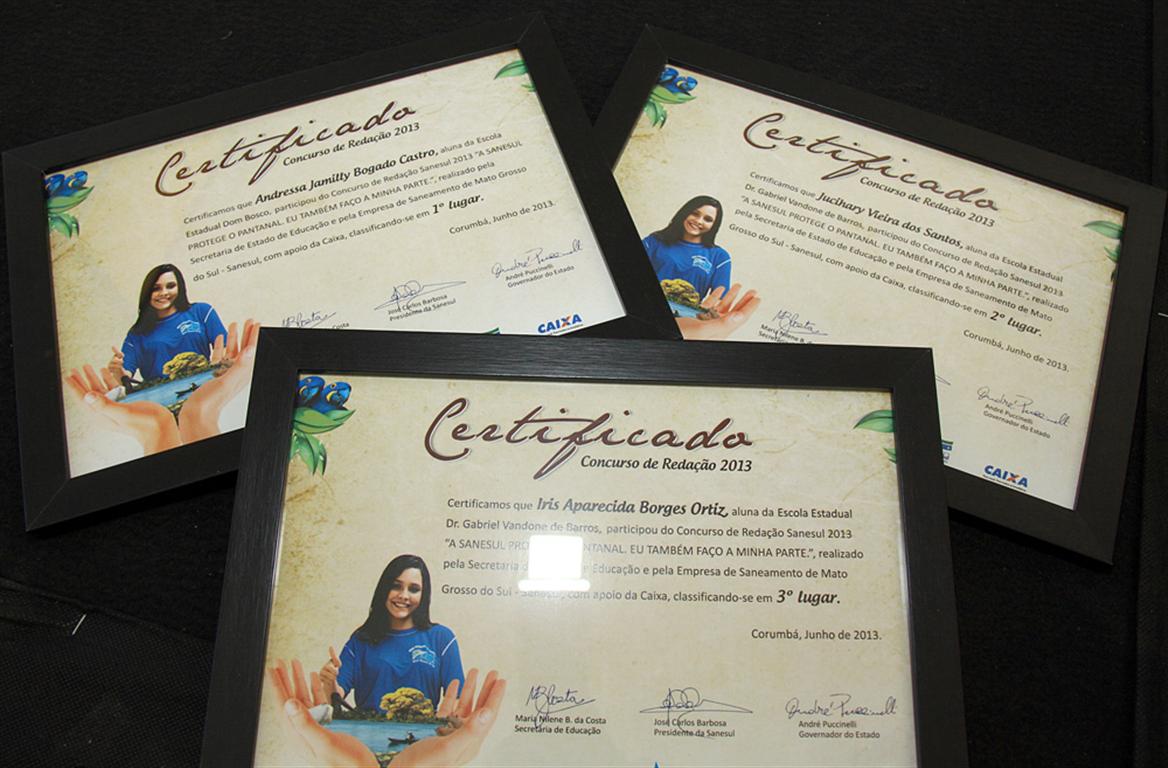 Certificado
Concurso de Redação 2013
Certificamos que Andressa Jamilly Bogado Castro, aluna da Escola
Estadual Dom Bosco, participou do Concurso de Redação Sanesul 2013 "A SANESUL
PROTEGE O PANTANAL. EU TAMBÉM FAÇO A MINHA PARTE.", realizado pela
Secretaria de Estado de Educação e pela Empresa de Saneamento de Mato Grosso
do Sul - Sanesul, com apoio da Caixa, classificando-se em 1º lugar.
Corumbá, Junho de 2013.
José Carlos Barbosa
Presidente da Sanesul
André Puccinelli
Governador do Estado
CAIXA
Certificado
Concurso de Redação 2013
Certificamos que Jucihary Vieira dos Santos, aluna da Escola Estadual
Dr. Gabriel Vandone de Barros, participou do Concurso de Redação Sanesul 2013
"A SANESUL PROTEGE O PANTANAL. EU TAMBÉM FAÇO A MINHA PARTE.", realizado
pela Secretaria de Estado de Educação e pela Empresa de Saneamento de Mato
Grosso do Sul - Sanesul, com apoio da Caixa, classificando-se em 2º lugar.
Corumbá, Junho de 2013.
Maria Nilene B.
André Puccinelli
Governador do Estado
CAIXA
Certificado
Concurso de Redação 2013
Certificamos que Iris Aparecida Borges Ortiz, aluna da Escola Estadual
Dr. Gabriel Vandone de Barros, participou do Concurso de Redação Sanesul 2013
"A SANESUL PROTEGE O PANTANAL. EU TAMBÉM FAÇO A MINHA PARTE.", realizado
pela Secretaria de Educação e pela Empresa de Saneamento de Mato
Grosso do Sul - Sanesul, com apoio da Caixa, classificando-se em 3º lugar.
Corumbá, Junho de 2013.
Maria Nilene B. da Costa
Secretária de Educação
José Carlos Barbosa
Presidente da Sanesul
André Puccinelli
Governador do Estado